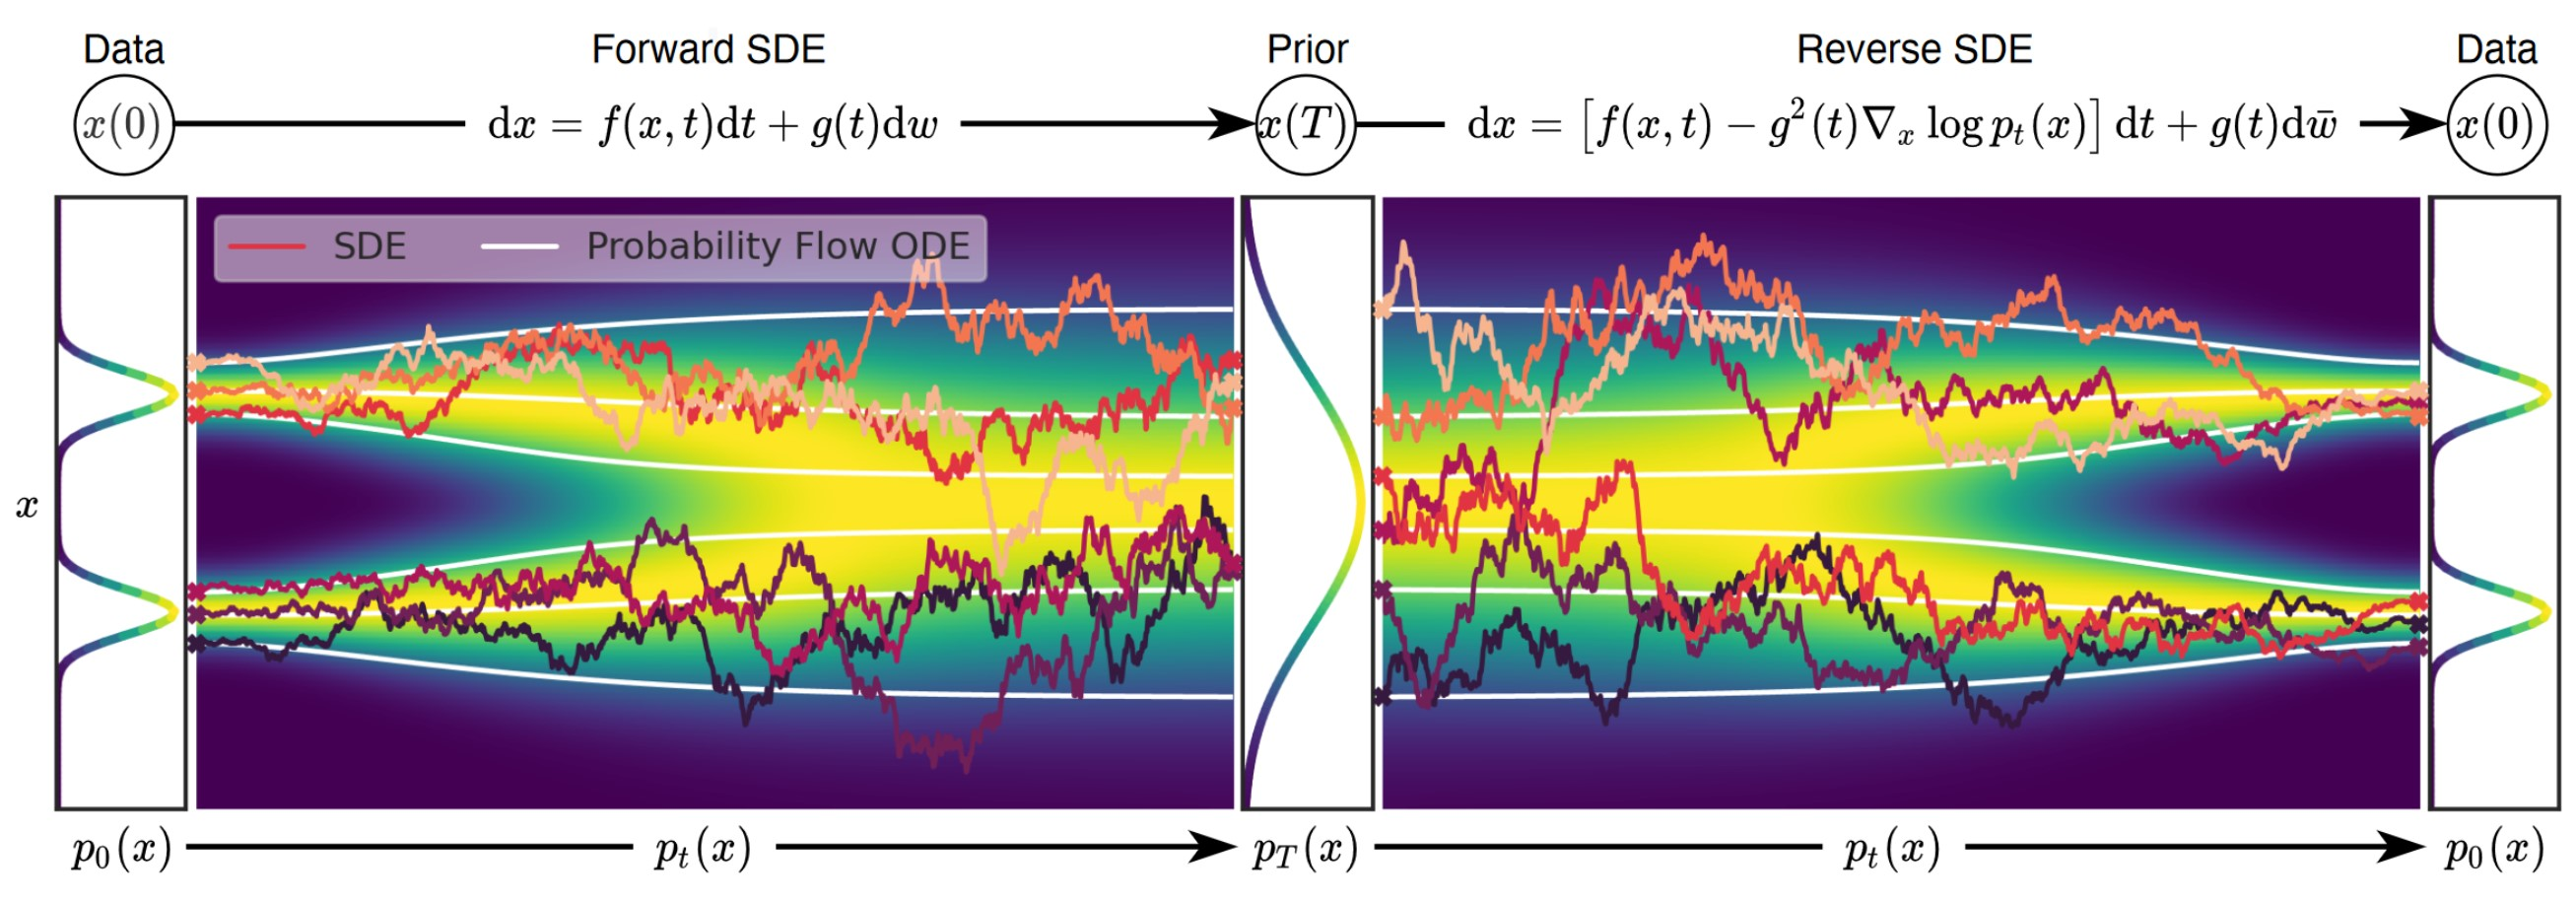 Data Forward SDE Prior Reverse SDE Data
x(0) dx = f(x, t)dt + g(t)dw x(T) dx = [f(x, t) − g²(t)∇ₓ log pₜ(x)] dt + g(t)dw̄ x(0)
SDE Probability Flow ODE
x
p₀(x) pₜ(x) p_T(x) pₜ(x) p₀(x)